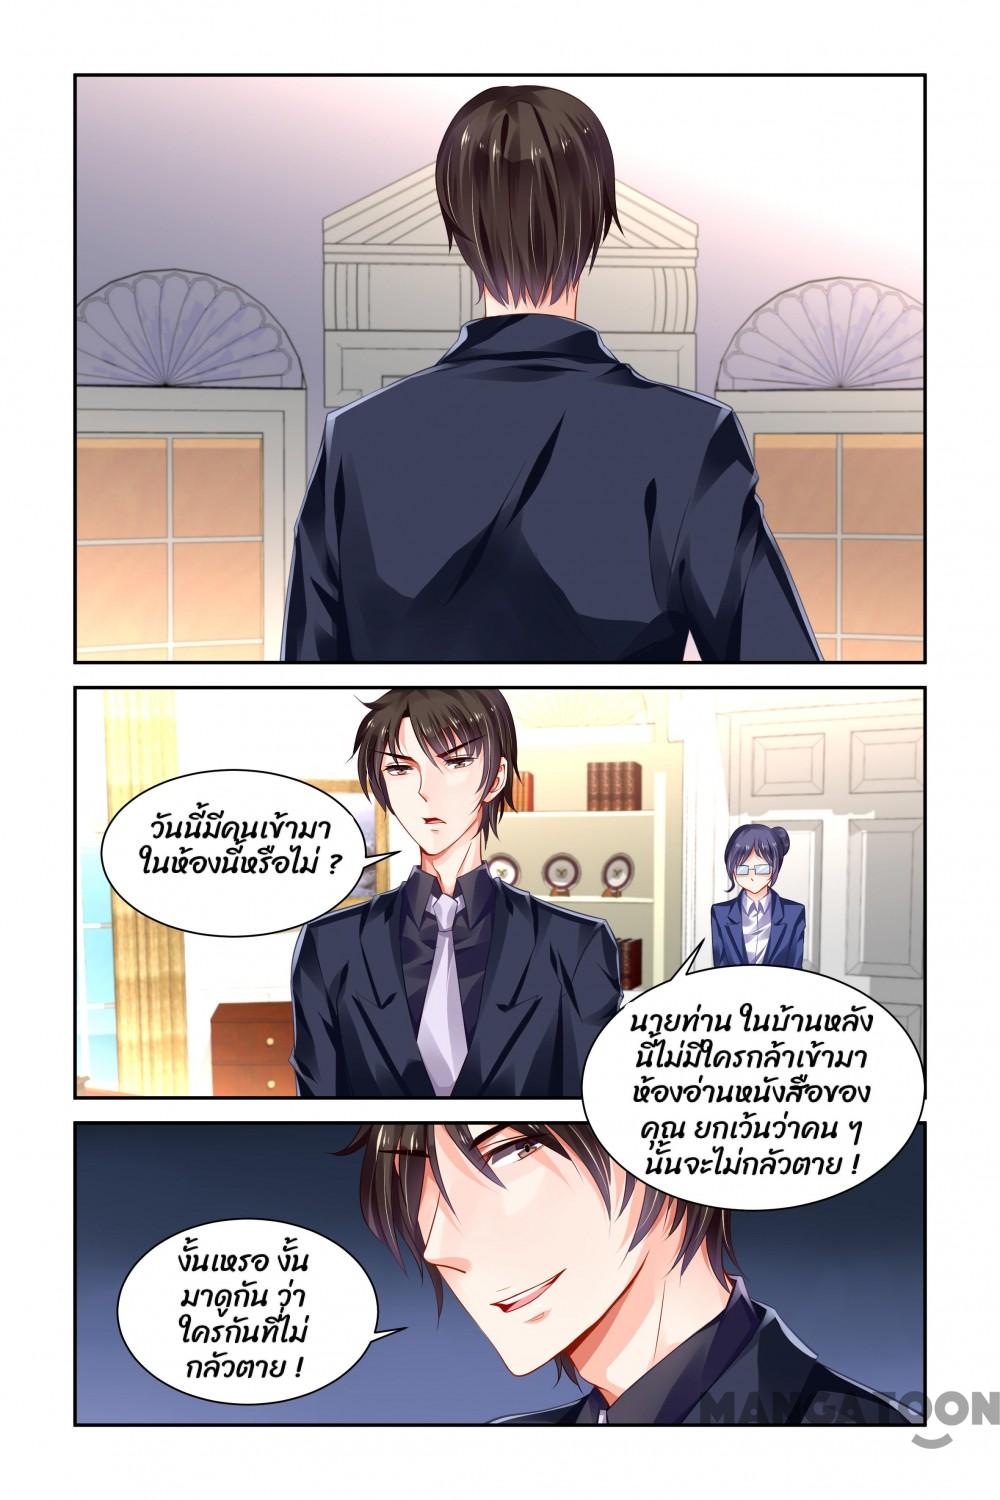 วันนี้มีคนเข้ามา
ในห้องนี้หรือไม่ ?
นายท่าน ในบ้านหลัง
นี้ไม่มีใครกล้าเข้ามา
ห้องอ่านหนังสือของ
คุณ ยกเว้นว่าคน ๆ
นั้นจะไม่กลัวตาย !
งั้นเหรอ งั้น
มาดูกัน ว่า
ใครกันที่ไม่
กลัวตาย !
MANGATOON